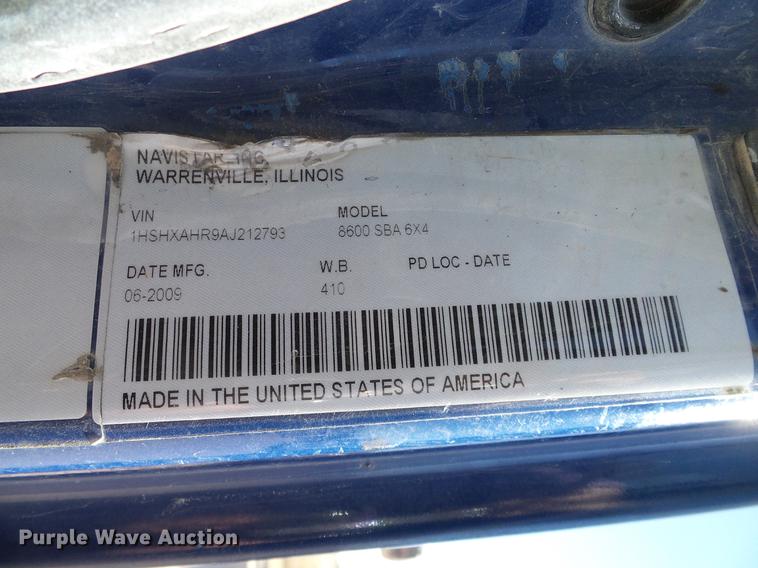 NAVISTAR, INC.
WARRENVILLE, ILLINOIS
VIN MODEL
1HSHXAHR9AJ212793 8600 SBA 6X4
DATE MFG. W.B. PD LOC - DATE
06-2009 410
MADE IN THE UNITED STATES OF AMERICA
Purple Wave Auction